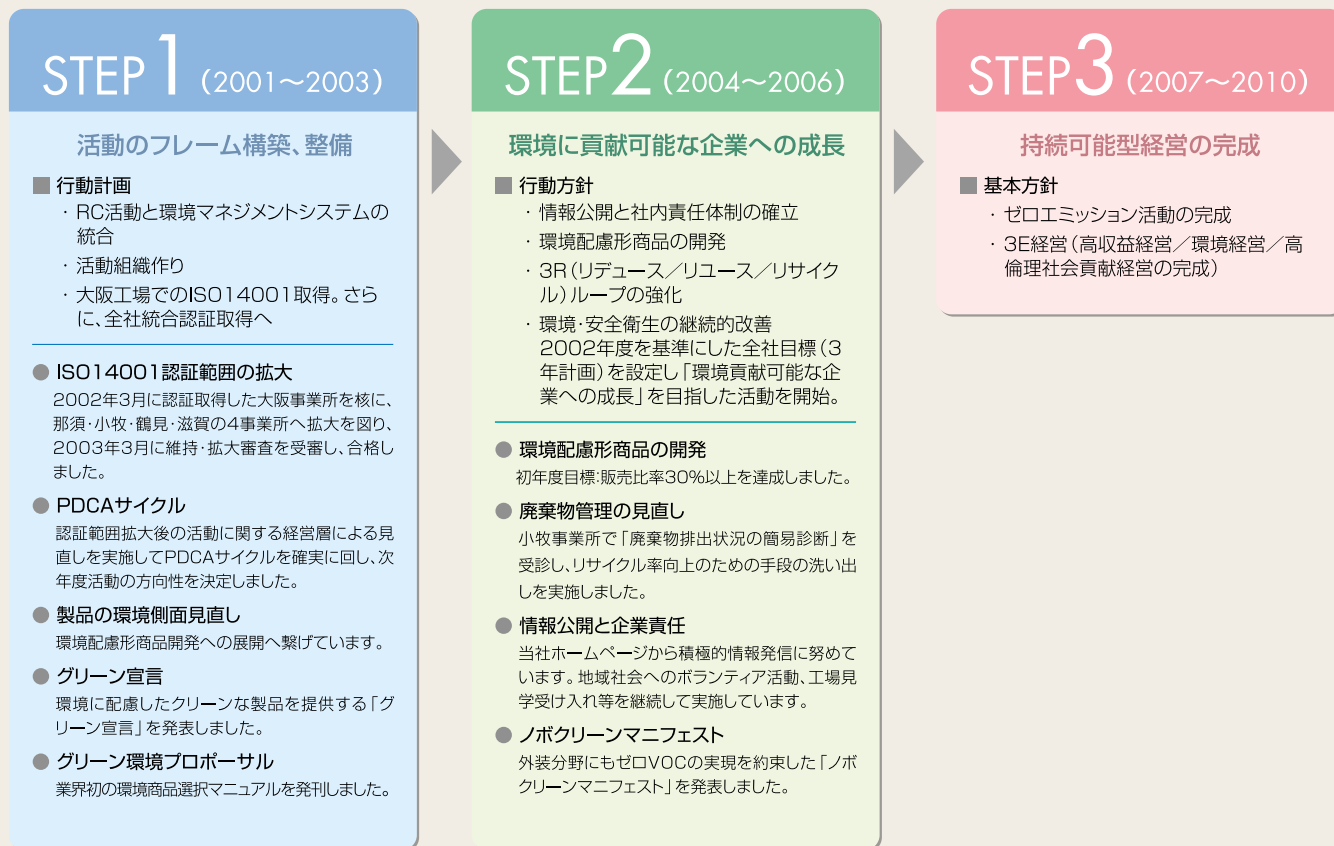 STEP1（2001～2003）
活動のフレーム構築、整備
■ 行動計画
・RC活動と環境マネジメントシステムの
統合
・活動組織作り
・大阪工場でのISO14001取得。さら
に、全社統合認証取得へ
● ISO14001認証範囲の拡大
2002年3月に認証取得した大阪事業所を核に、
那須・小牧・鶴見・滋賀の4事業所へ拡大を図り、
2003年3月に維持・拡大審査を受審し、合格し
ました。
● PDCAサイクル
認証範囲拡大後の活動に関する経営層による見
直しを実施してPDCAサイクルを確実に回し、次
年度活動の方向性を決定しました。
● 製品の環境側面見直し
環境配慮形商品開発への展開へ繋げています。
● グリーン宣言
環境に配慮したクリーンな製品を提供する「グ
リーン宣言」を発表しました。
● グリーン環境プロポーサル
業界初の環境商品選択マニュアルを発刊しました。
STEP2（2004～2006）
環境に貢献可能な企業への成長
■ 行動方針
・情報公開と社内責任体制の確立
・環境配慮形商品の開発
・3R（リデュース／リユース／リサイク
ル）ループの強化
・環境・安全衛生の継続的改善
2002年度を基準にした全社目標（3
年計画）を設定し「環境貢献可能な企
業への成長」を目指した活動を開始。
● 環境配慮形商品の開発
初年度目標:販売比率30%以上を達成しました。
● 廃棄物管理の見直し
小牧事業所で「廃棄物排出状況の簡易診断」を
受診し、リサイクル率向上のための手段の洗い出
しを実施しました。
● 情報公開と企業責任
当社ホームページから積極的情報発信に努めて
います。地域社会へのボランティア活動、工場見
学受け入れ等を継続して実施しています。
● ノボクリーンマニフェスト
外装分野にもゼロVOCの実現を約束した「ノボ
クリーンマニフェスト」を発表しました。
STEP3（2007～2010）
持続可能型経営の完成
■ 基本方針
・ゼロエミッション活動の完成
・3E経営（高収益経営／環境経営／高
倫理社会貢献経営の完成）